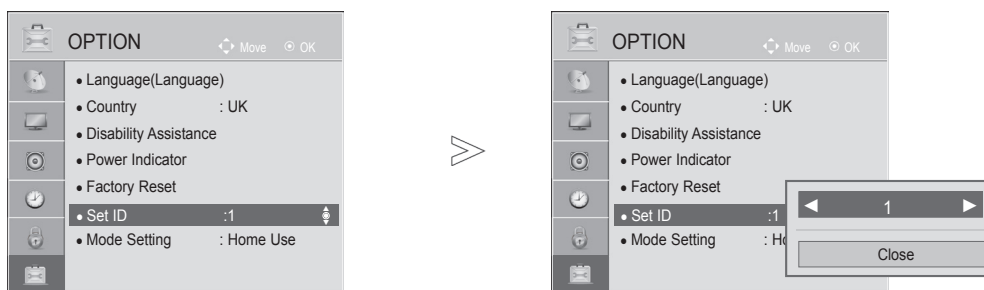 OPTION Move OK
• Language(Language)
• Country : UK
• Disability Assistance
• Power Indicator
• Factory Reset
• Set ID :1
• Mode Setting : Home Use
OPTION Move OK
• Language(Language)
• Country : UK
• Disability Assistance
• Power Indicator
• Factory Reset
• Set ID :1
• Mode Setting : Ho
◄ 1 ►
Close